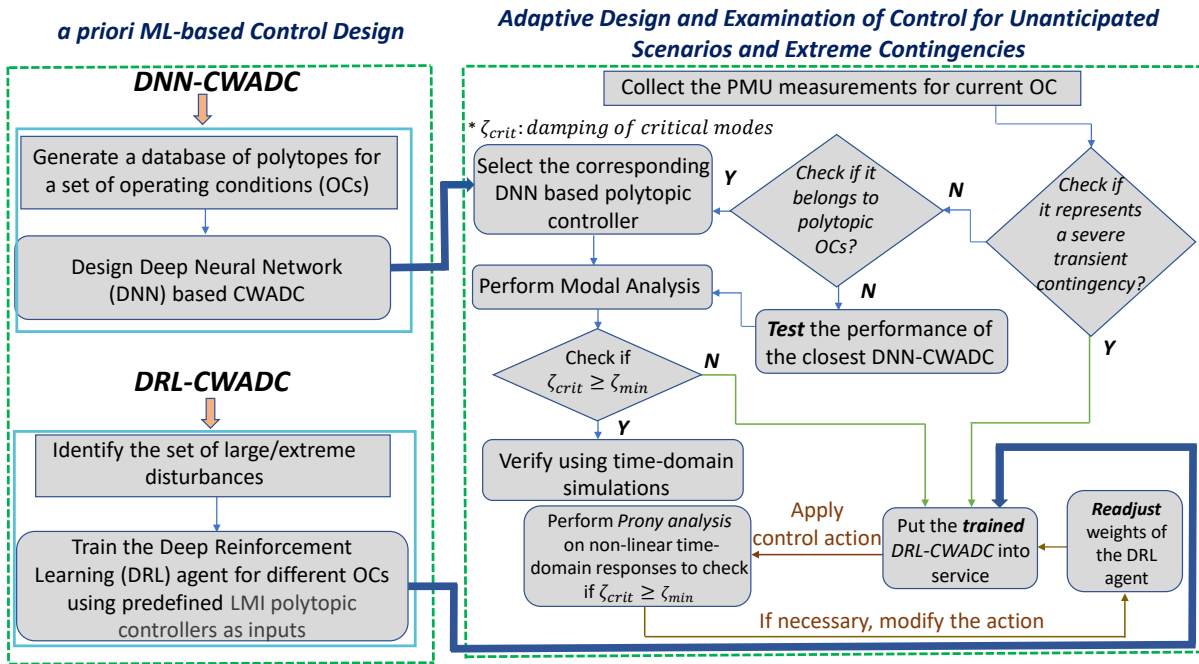 a priori ML-based Control Design
DNN-CWADC
Generate a database of polytopes for
a set of operating conditions (OCs)
Design Deep Neural Network
(DNN) based CWADC
DRL-CWADC
Identify the set of large/extreme
disturbances
Train the Deep Reinforcement
Learning (DRL) agent for different OCs
using predefined LMI polytopic
controllers as inputs
Adaptive Design and Examination of Control for Unanticipated
Scenarios and Extreme Contingencies
Collect the PMU measurements for current OC
* ζcrit: damping of critical modes
Select the corresponding
DNN based polytopic
controller
Y
Check if it
belongs to
polytopic
OCs?
N
Check if
it represents
a severe
transient
contingency?
Perform Modal Analysis
N
Test the performance of
the closest DNN-CWADC
Y
Check if
ζcrit ≥ ζmin
N
Y
Verify using time-domain
simulations
Perform Prony analysis
on non-linear time-
domain responses to check
if ζcrit ≥ ζmin
Apply
control action
Put the trained
DRL-CWADC into
service
Readjust
weights of
the DRL
agent
If necessary, modify the action